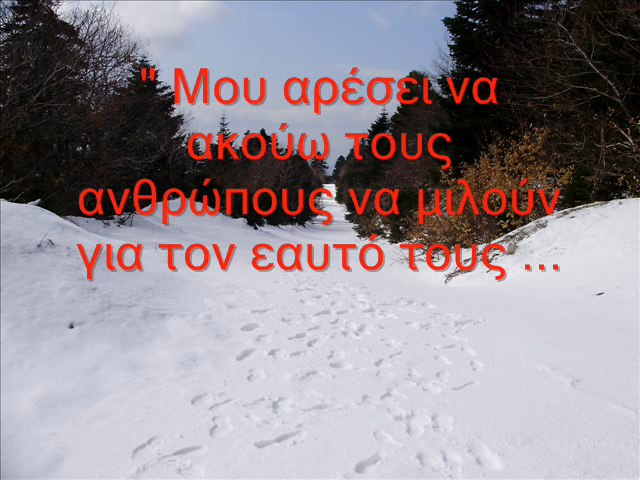 " Μου αρέσει να
ακούω τους
ανθρώπους να μιλούν
για τον εαυτό τους ...